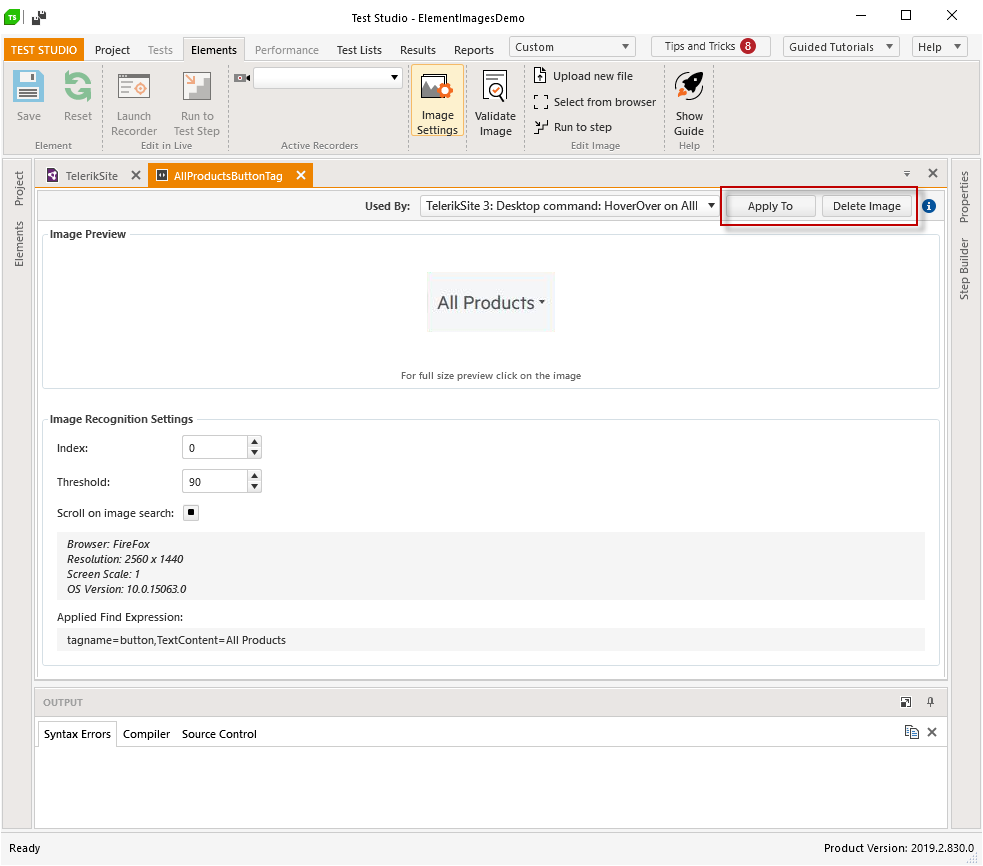 TS
Test Studio - ElementImagesDemo
TEST STUDIO Project Tests Elements Performance Test Lists Results Reports Custom Tips and Tricks 8 Guided Tutorials Help
Save
Reset
Element
Launch
Recorder
Run to
Test Step
Edit in Live
Active Recorders
Image
Settings
Validate
Image
Upload new file
Select from browser
Run to step
Edit Image
Show
Guide
Help
Project
Elements
TelerikSite
AllProductsButtonTag
Used By: TelerikSite 3: Desktop command: HoverOver on All Apply To Delete Image
Image Preview
All Products
For full size preview click on the image
Image Recognition Settings
Index: 0
Threshold: 90
Scroll on image search:
Browser: FireFox
Resolution: 2560 x 1440
Screen Scale: 1
OS Version: 10.0.15063.0
Applied Find Expression:
tagname=button,TextContent=All Products
Properties
Step Builder
OUTPUT
Syntax Errors Compiler Source Control
Ready
Product Version: 2019.2.830.0